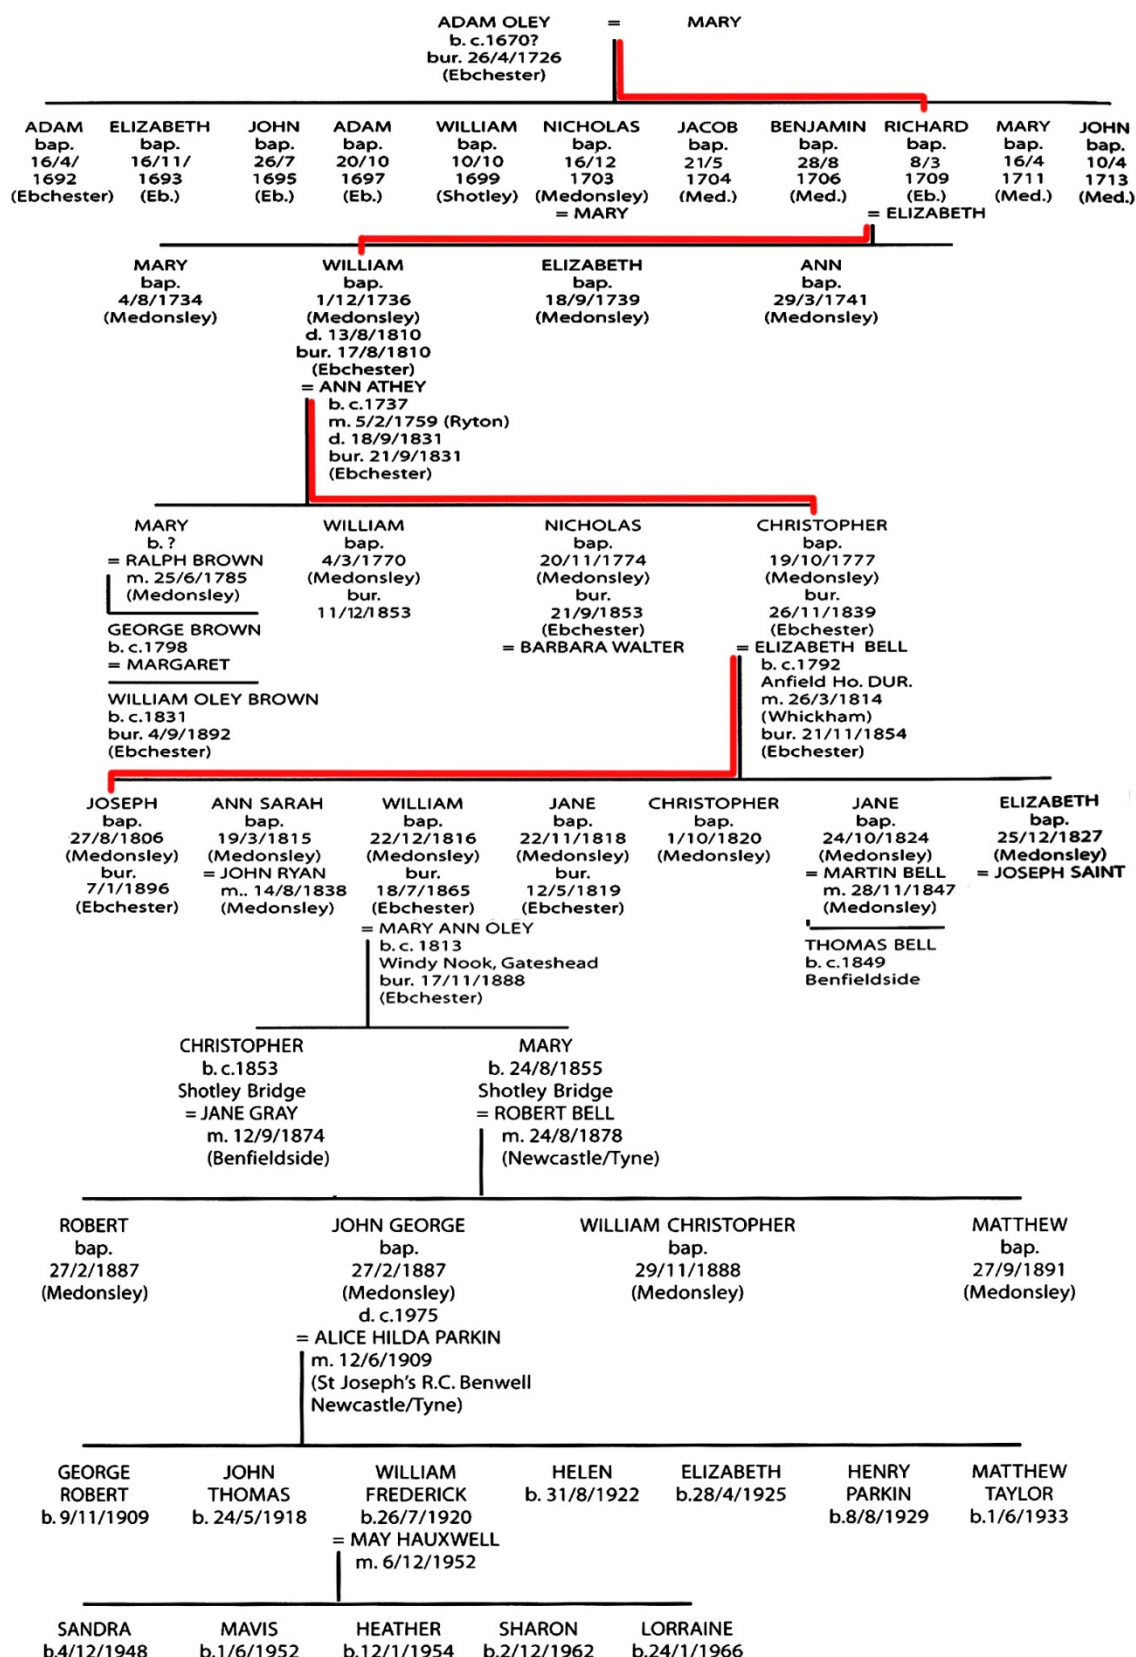 ADAM OLEY = MARY
b. c.1670?
bur. 26/4/1726
(Ebchester)
ADAM
bap.
16/4/
1692
(Ebchester)
ELIZABETH
bap.
16/11/
1693
(Eb.)
JOHN
bap.
26/7
1695
(Eb.)
ADAM
bap.
20/10
1697
(Eb.)
WILLIAM
bap.
10/10
1699
(Shotley)
NICHOLAS
bap.
16/12
1703
(Medonsley)
= MARY
JACOB
bap.
21/5
1704
(Med.)
BENJAMIN
bap.
28/8
1706
(Med.)
RICHARD
bap.
8/3
1709
(Eb.)
= ELIZABETH
MARY
bap.
16/4
1711
(Med.)
JOHN
bap.
10/4
1713
(Med.)
MARY
bap.
4/8/1734
(Medonsley)
WILLIAM
bap.
1/12/1736
(Medonsley)
d. 13/8/1810
bur. 17/8/1810
(Ebchester)
= ANN ATHEY
b. c.1737
m. 5/2/1759 (Ryton)
d. 18/9/1831
bur. 21/9/1831
(Ebchester)
ELIZABETH
bap.
18/9/1739
(Medonsley)
ANN
bap.
29/3/1741
(Medonsley)
MARY
b. ?
= RALPH BROWN
m. 25/6/1785
(Medonsley)
GEORGE BROWN
b. c.1798
= MARGARET
WILLIAM OLEY BROWN
b. c.1831
bur. 4/9/1892
(Ebchester)
WILLIAM
bap.
4/3/1770
(Medonsley)
bur.
11/12/1853
NICHOLAS
bap.
20/11/1774
(Medonsley)
bur.
21/9/1853
(Ebchester)
= BARBARA WALTER
CHRISTOPHER
bap.
19/10/1777
(Medonsley)
bur.
26/11/1839
(Ebchester)
= ELIZABETH BELL
b. c.1792
Anfield Ho. DUR.
m. 26/3/1814
(Whickham)
bur. 21/11/1854
(Ebchester)
JOSEPH
bap.
27/8/1806
(Medonsley)
bur.
7/1/1896
(Ebchester)
ANN SARAH
bap.
19/3/1815
(Medonsley)
= JOHN RYAN
m.. 14/8/1838
(Medonsley)
WILLIAM
bap.
22/12/1816
(Medonsley)
bur.
18/7/1865
(Ebchester)
= MARY ANN OLEY
b. c. 1813
Windy Nook, Gateshead
bur. 17/11/1888
(Ebchester)
JANE
bap.
22/11/1818
(Medonsley)
bur.
12/5/1819
(Ebchester)
CHRISTOPHER
bap.
1/10/1820
(Medonsley)
JANE
bap.
24/10/1824
(Medonsley)
= MARTIN BELL
m. 28/11/1847
(Medonsley)
THOMAS BELL
b. c.1849
Benfieldside
ELIZABETH
bap.
25/12/1827
(Medonsley)
= JOSEPH SAINT
CHRISTOPHER
b. c.1853
Shotley Bridge
= JANE GRAY
m. 12/9/1874
(Benfieldside)
MARY
b. 24/8/1855
Shotley Bridge
= ROBERT BELL
m. 24/8/1878
(Newcastle/Tyne)
ROBERT
bap.
27/2/1887
(Medonsley)
JOHN GEORGE
bap.
27/2/1887
(Medonsley)
d. c.1975
= ALICE HILDA PARKIN
m. 12/6/1909
(St Joseph's R.C. Benwell
Newcastle/Tyne)
WILLIAM CHRISTOPHER
bap.
29/11/1888
(Medonsley)
MATTHEW
bap.
27/9/1891
(Medonsley)
GEORGE
ROBERT
b. 9/11/1909
JOHN
THOMAS
b. 24/5/1918
WILLIAM
FREDERICK
b.26/7/1920
= MAY HAUXWELL
m. 6/12/1952
HELEN
b. 31/8/1922
ELIZABETH
b.28/4/1925
HENRY
PARKIN
b.8/8/1929
MATTHEW
TAYLOR
b.1/6/1933
SANDRA
b.4/12/1948
MAVIS
b.1/6/1952
HEATHER
b.12/1/1954
SHARON
b.2/12/1962
LORRAINE
b.24/1/1966